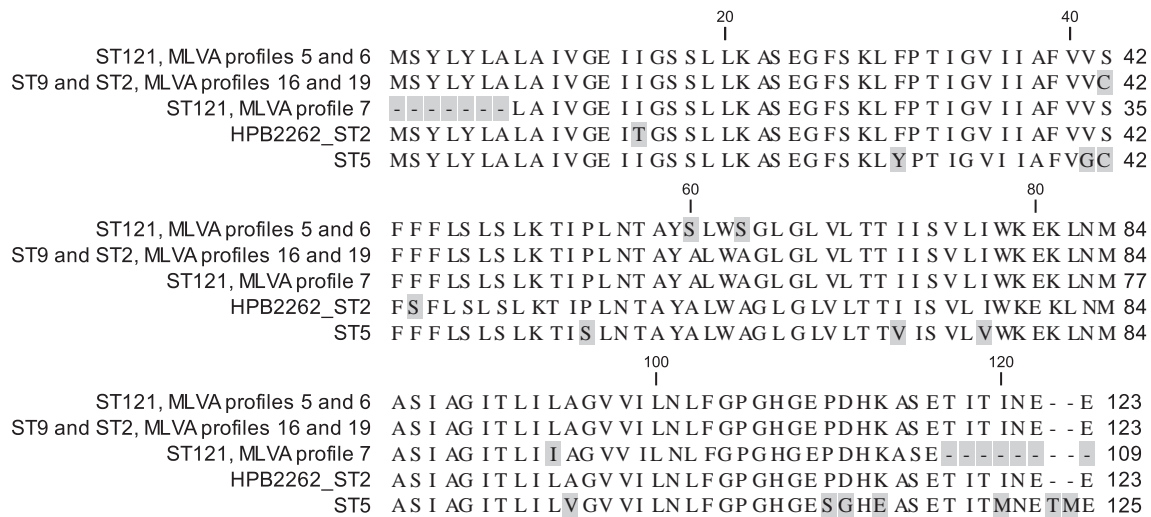 20 40
ST121, MLVA profiles 5 and 6 MSYLYLALAIVGEIIGSSLLKASEGFSKLFPTIGVIIAFVVS 42
ST9 and ST2, MLVA profiles 16 and 19 MSYLYLALAIVGEIIGSSLLKASEGFSKLFPTIGVIIAFVVC 42
ST121, MLVA profile 7 -------LAIVGEIIGSSLLKASEGFSKLFPTIGVIIAFVVS 35
HPB2262_ST2 MSYLYLALAIVGEITGSSLLKASEGFSKLFPTIGVIIAFVVS 42
ST5 MSYLYLALAIVGEIIGSSLLKASEGFSKLYPTIGVIIAFVGC 42
60 80
ST121, MLVA profiles 5 and 6 FFFLSLSLKTIPLNTAYSLWSGLGLVLTTIISVLIWKEKLNM 84
ST9 and ST2, MLVA profiles 16 and 19 FFFLSLSLKTIPLNTAYALWAGLGLVLTTIISVLIWKEKLNM 84
ST121, MLVA profile 7 FFFLSLSLKTIPLNTAYALWAGLGLVLTTIISVLIWKEKLNM 77
HPB2262_ST2 FSFLSLSLKTIPLNTAYALWAGLGLVLTTIISVLIWKEKLNM 84
ST5 FFFLSLSLKTISLNTAYALWAGLGLVLTTVISVLVWKEKLNM 84
100 120
ST121, MLVA profiles 5 and 6 ASIAGITLILAGVVILNLFGPGHGEPDHKASETITINE--E 123
ST9 and ST2, MLVA profiles 16 and 19 ASIAGITLILAGVVILNLFGPGHGEPDHKASETITINE--E 123
ST121, MLVA profile 7 ASIAGITLIIAGVVILNLFGPGHGEPDHKASE--------- 109
HPB2262_ST2 ASIAGITLILAGVVILNLFGPGHGEPDHKASETITINE--E 123
ST5 ASIAGITLILVGVVILNLFGPGHGESGHEASETITMNETME 125